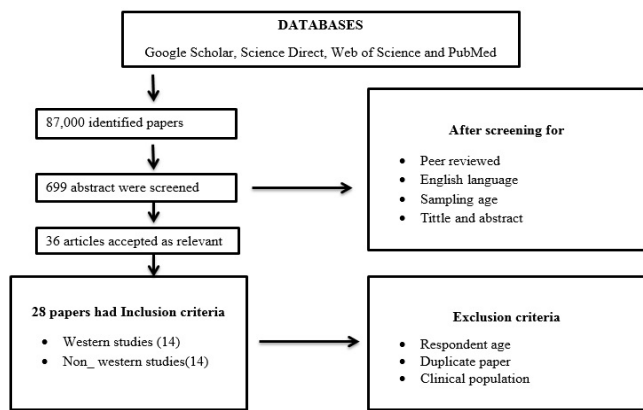 DATABASES
Google Scholar, Science Direct, Web of Science and PubMed
87,000 identified papers
699 abstract were screened
36 articles accepted as relevant
After screening for
• Peer reviewed
• English language
• Sampling age
• Tittle and abstract
28 papers had Inclusion criteria
• Western studies (14)
• Non_ western studies(14)
Exclusion criteria
• Respondent age
• Duplicate paper
• Clinical population